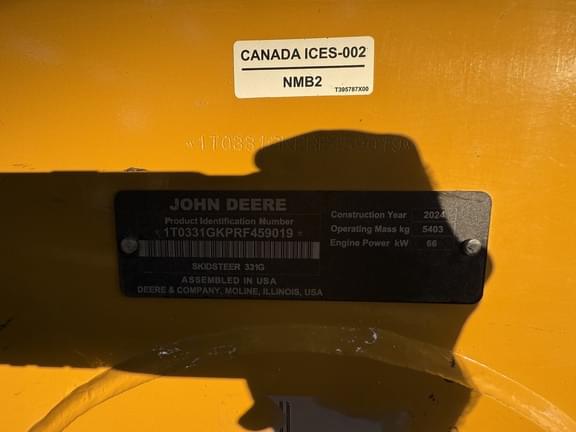 CANADA ICES-002
NMB2
T395787X00
JOHN DEERE
Product Identification Number
*1T0331GKPRF459019*
SKIDSTEER 331G
ASSEMBLED IN USA
DEERE & COMPANY, MOLINE, ILLINOIS, USA
Construction Year 2024
Operating Mass kg 5403
Engine Power kW 66